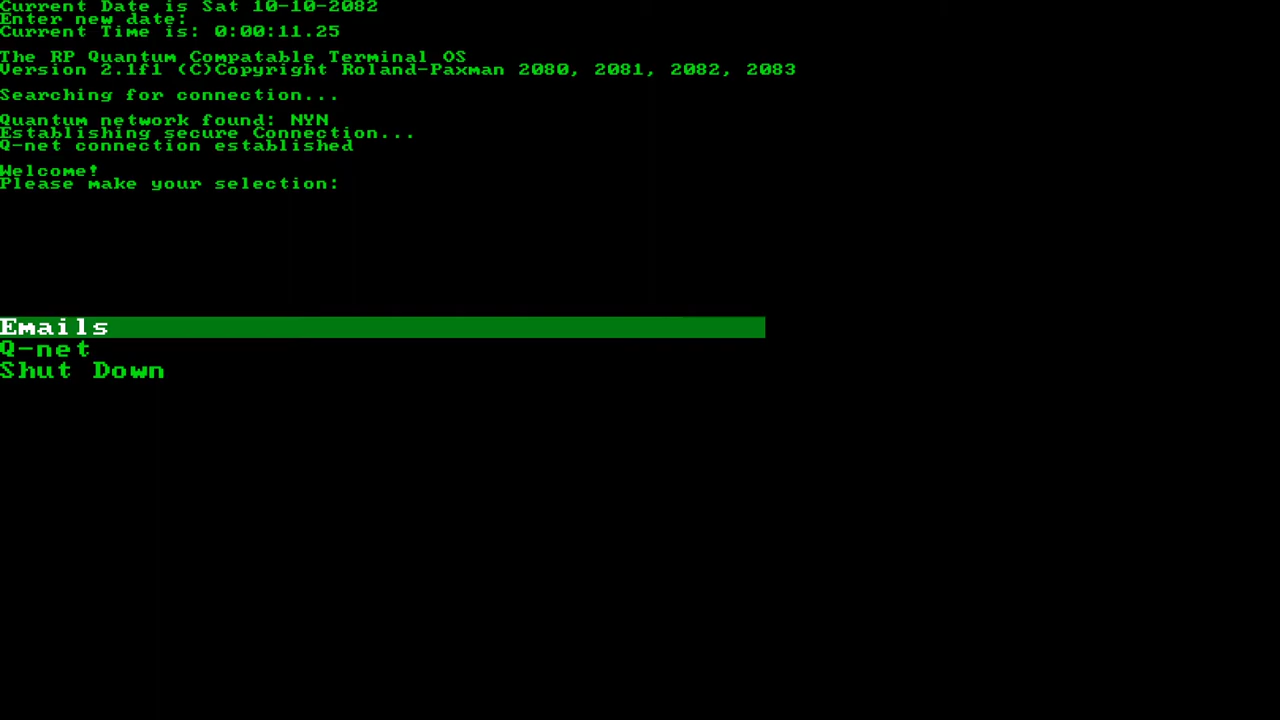 Current Date is Sat 10-10-2082
Enter new date:
Current Time is: 0:00:11.25
The RP Quantum Compatable Terminal OS
Version 2.1f1 (C)Copyright Roland-Paxman 2080, 2081, 2082, 2083
Searching for connection...
Quantum network found: NYN
Establishing secure Connection...
Q-net connection established
Welcome!
Please make your selection:
Emails
Q-net
Shut Down